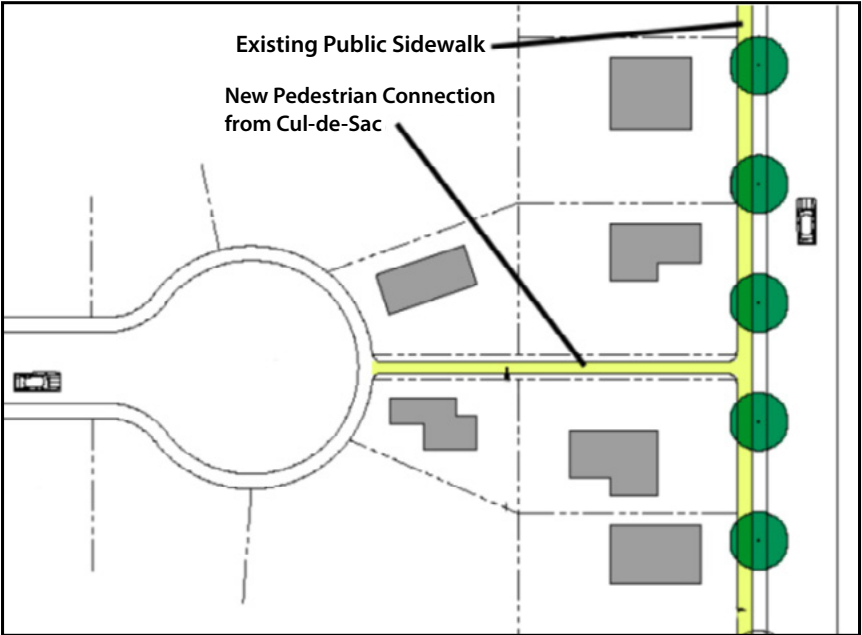 Existing Public Sidewalk
New Pedestrian Connection
from Cul-de-Sac